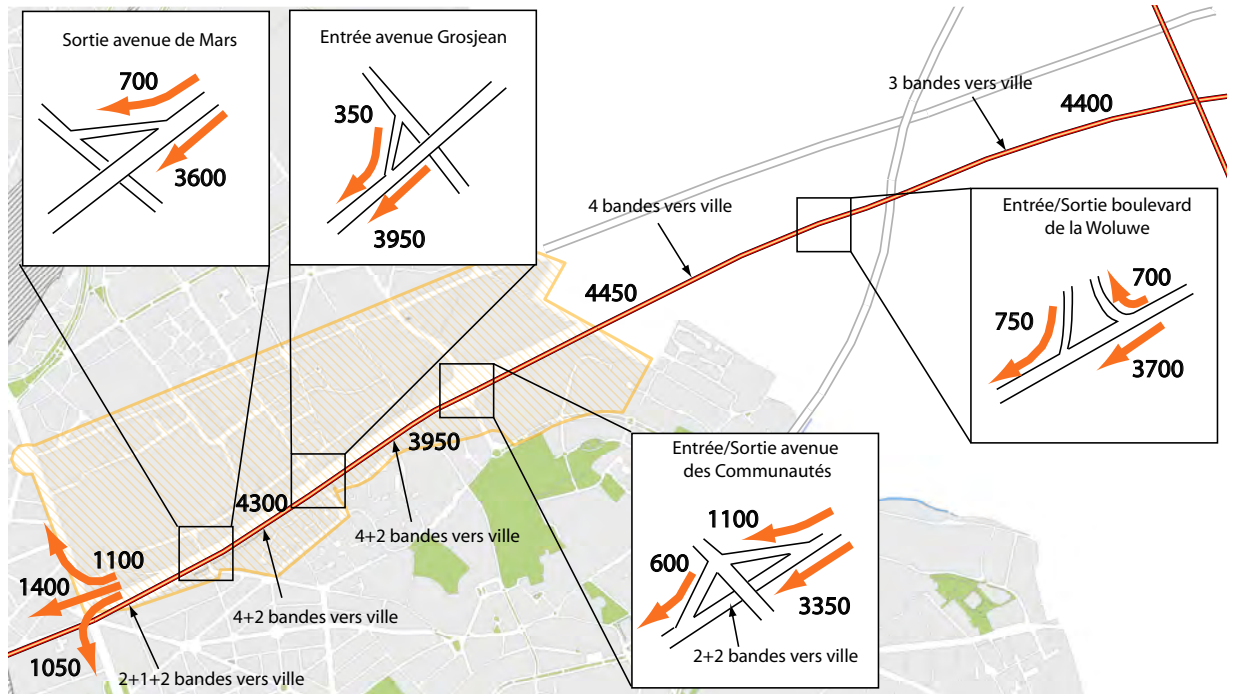 Sortie avenue de Mars
700
3600
Entrée avenue Grosjean
350
3950
3 bandes vers ville
4400
4 bandes vers ville
4450
Entrée/Sortie boulevard
de la Woluwe
700
750
3700
3950
4300
4+2 bandes vers ville
Entrée/Sortie avenue
des Communautés
1100
600
3350
2+2 bandes vers ville
1100
1400
1050
4+2 bandes vers ville
2+1+2 bandes vers ville